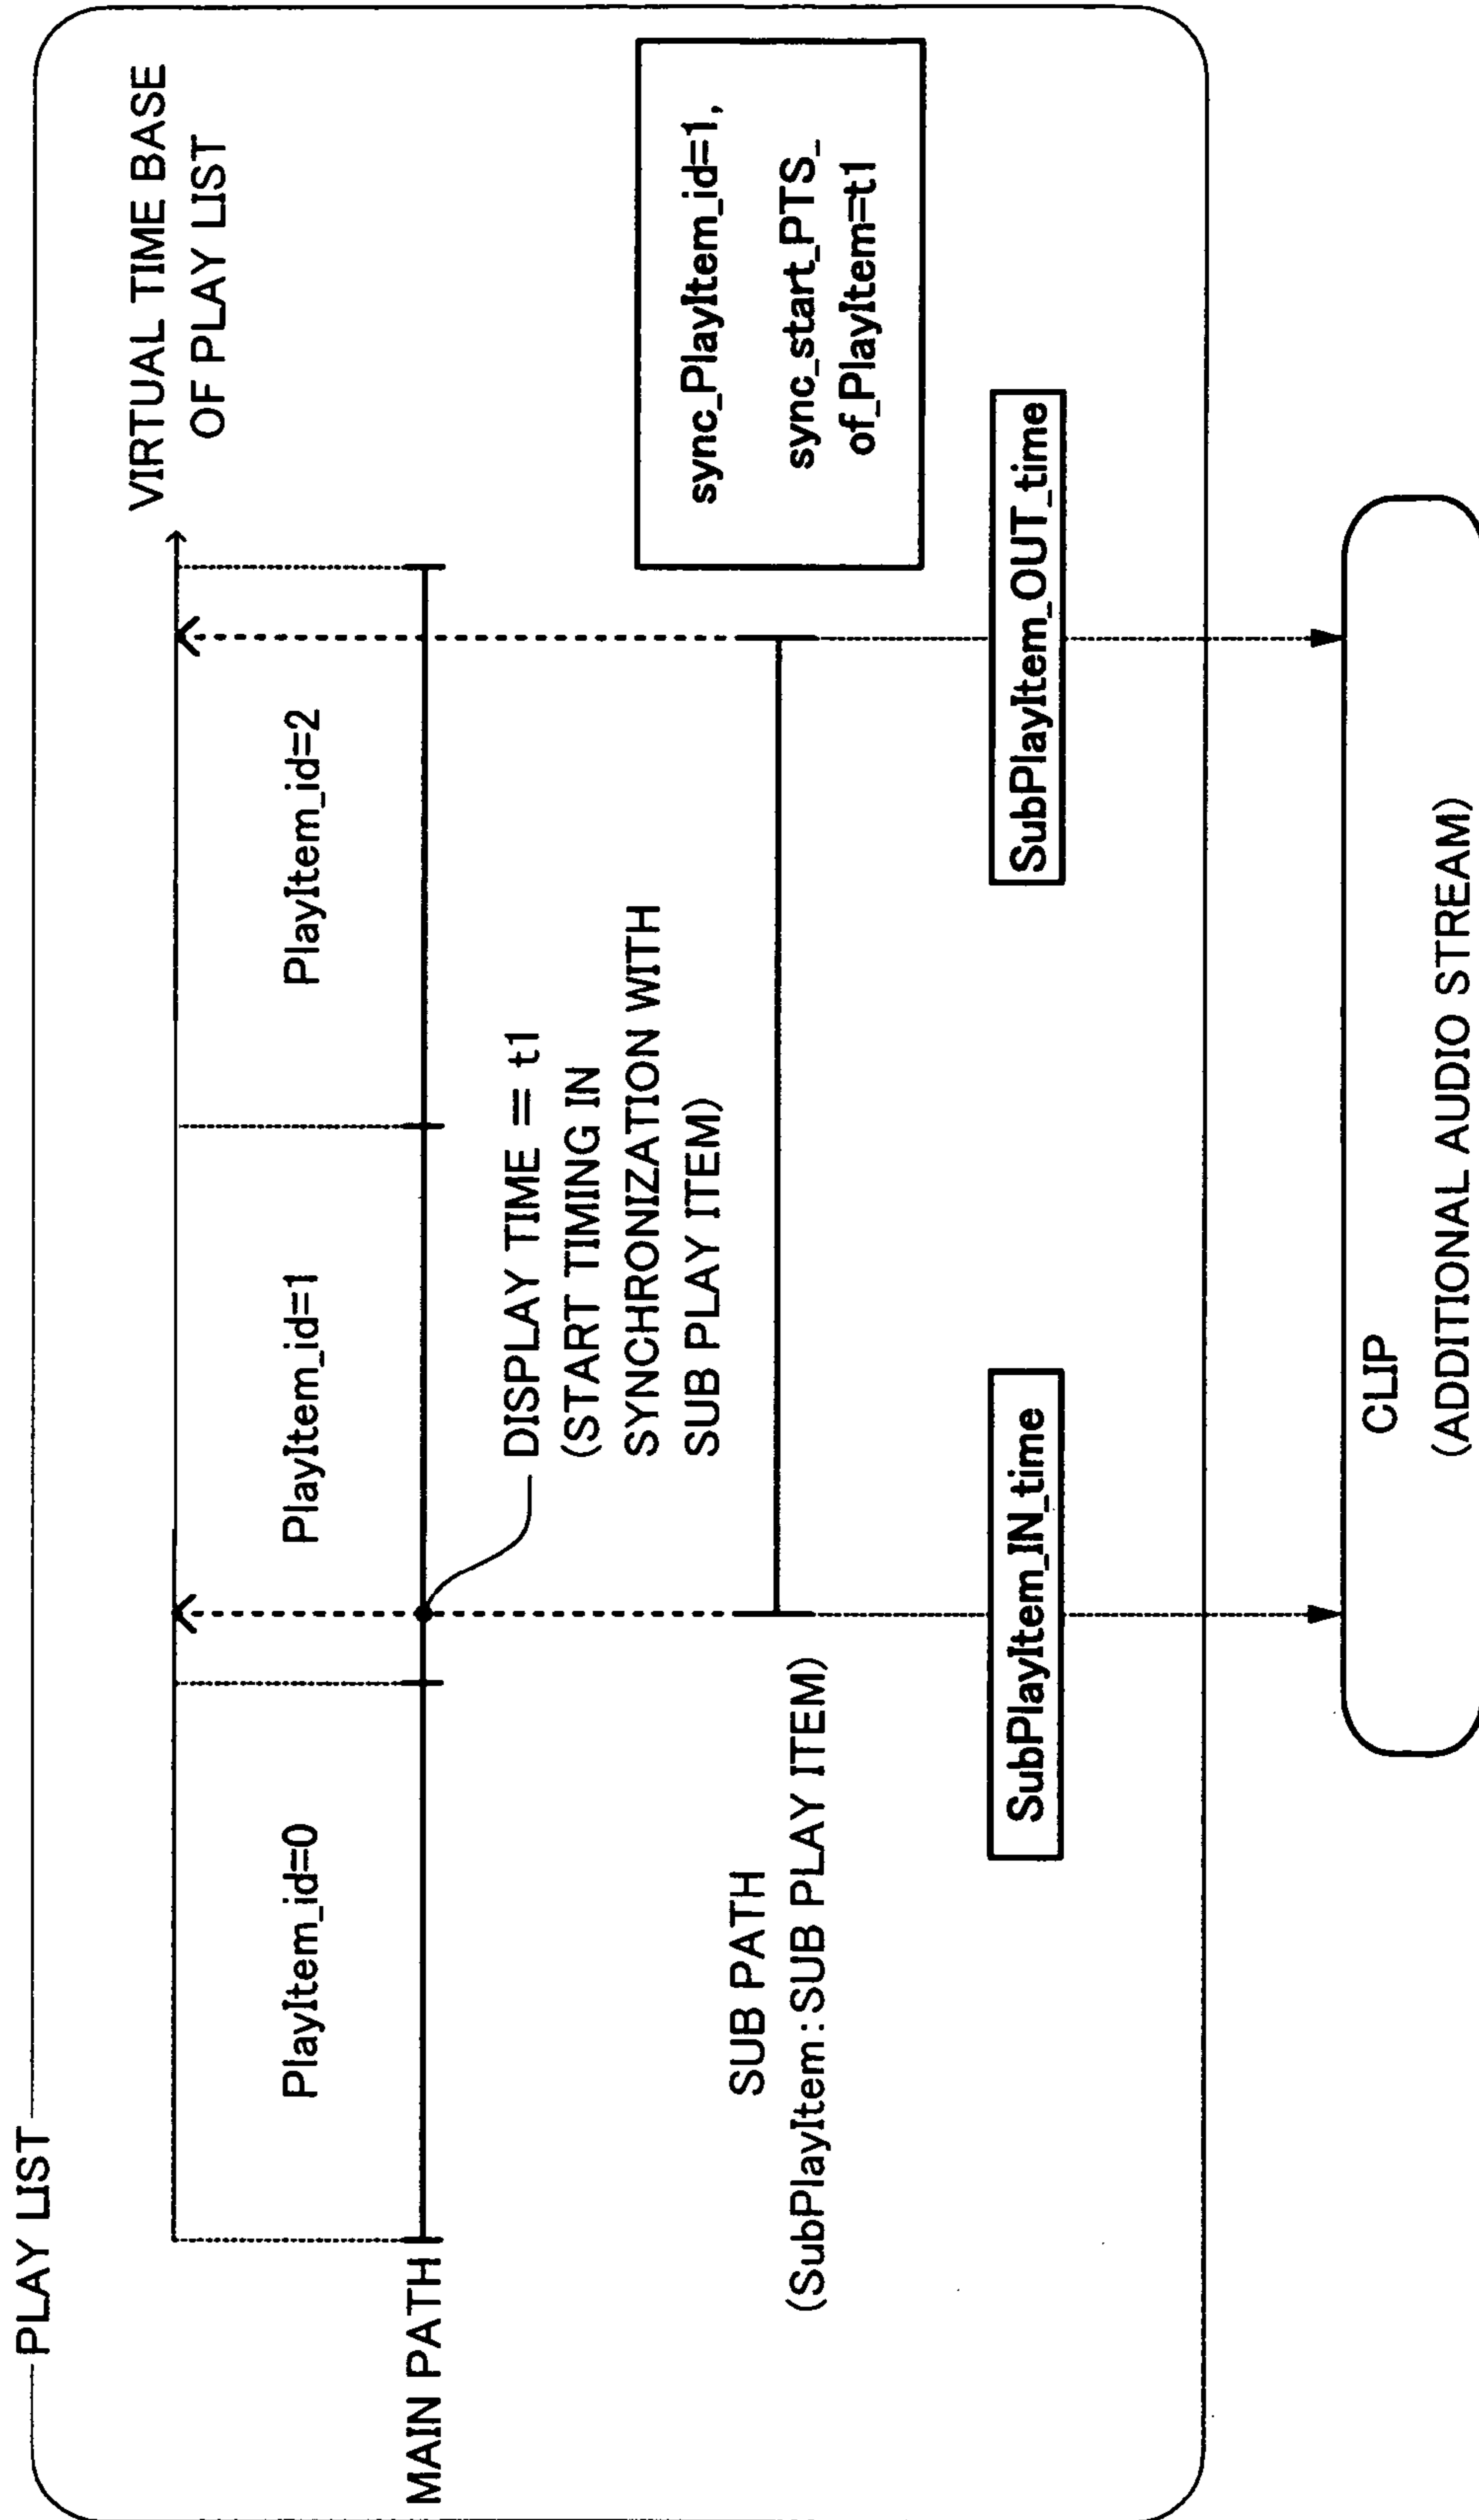 PLAY LIST
VIRTUAL TIME BASE
OF PLAY LIST
PlayItem_id=0
PlayItem_id=1
PlayItem_id=2
MAIN PATH
DISPLAY TIME = t1
(START TIMING IN
SYNCHRONIZATION WITH
SUB PLAY ITEM)
sync_PlayItem_id=1,
sync_start_PTS_
of_PlayItem=t1
SUB PATH
(SubPlayItem:SUB PLAY ITEM)
SubPlayItem_IN_time
SubPlayItem_OUT_time
CLIP
(ADDITIONAL AUDIO STREAM)